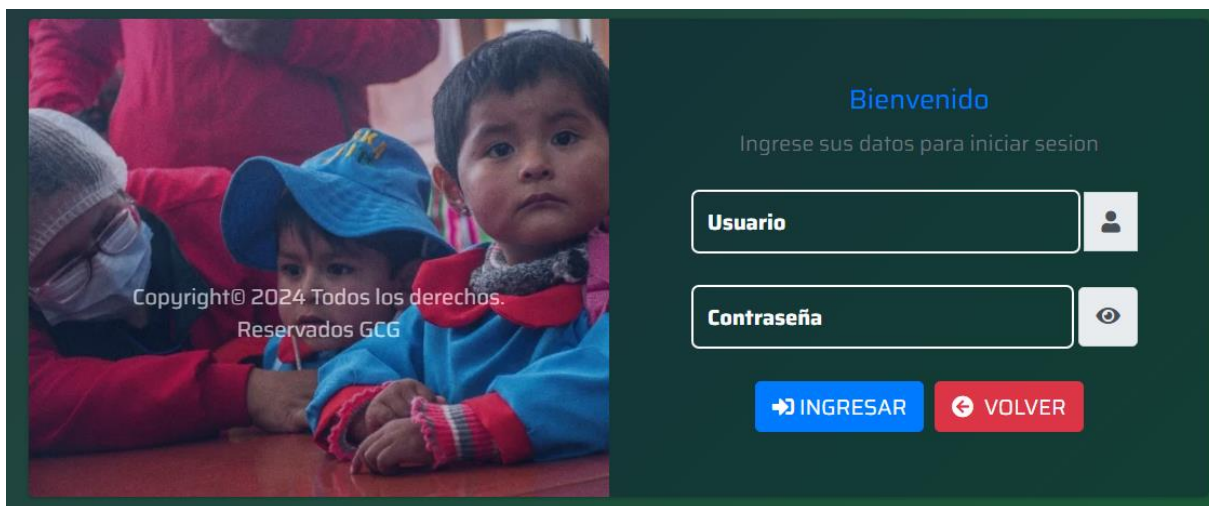 Copyright© 2024 Todos los derechos.
Reservados GCG
Bienvenido
Ingrese sus datos para iniciar sesion
Usuario
Contraseña
INGRESAR
VOLVER